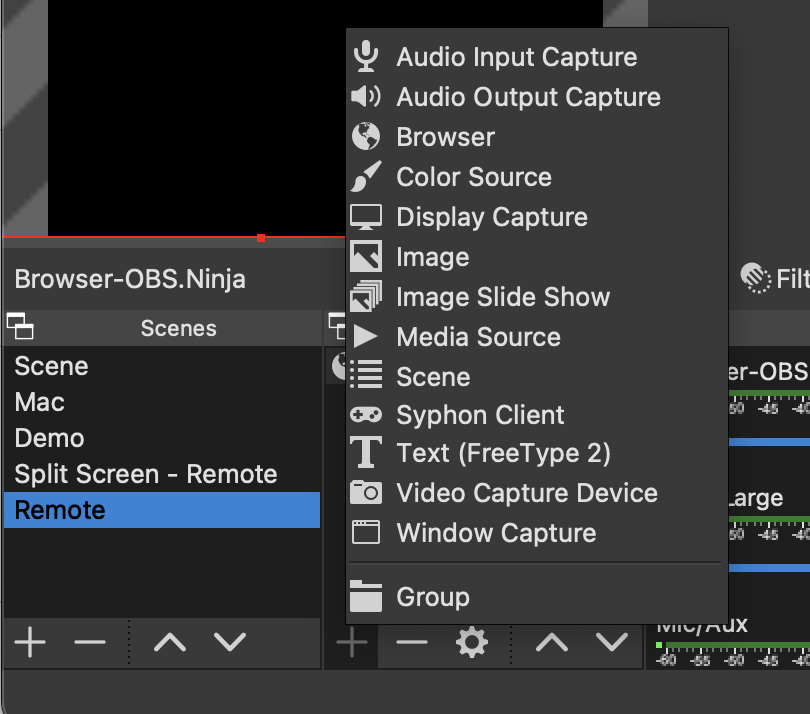 Audio Input Capture
Audio Output Capture
Browser
Color Source
Display Capture
Image
Image Slide Show
Media Source
Scene
Syphon Client
Text (FreeType 2)
Video Capture Device
Window Capture
Group
Browser-OBS.Ninja
Filt
Scenes
Scene
Mac
Demo
Split Screen - Remote
Remote
er-OBS
50 -45 -40
Large
50 -45 -40
Mic/Aux
-60 -55 -50 -45 -40